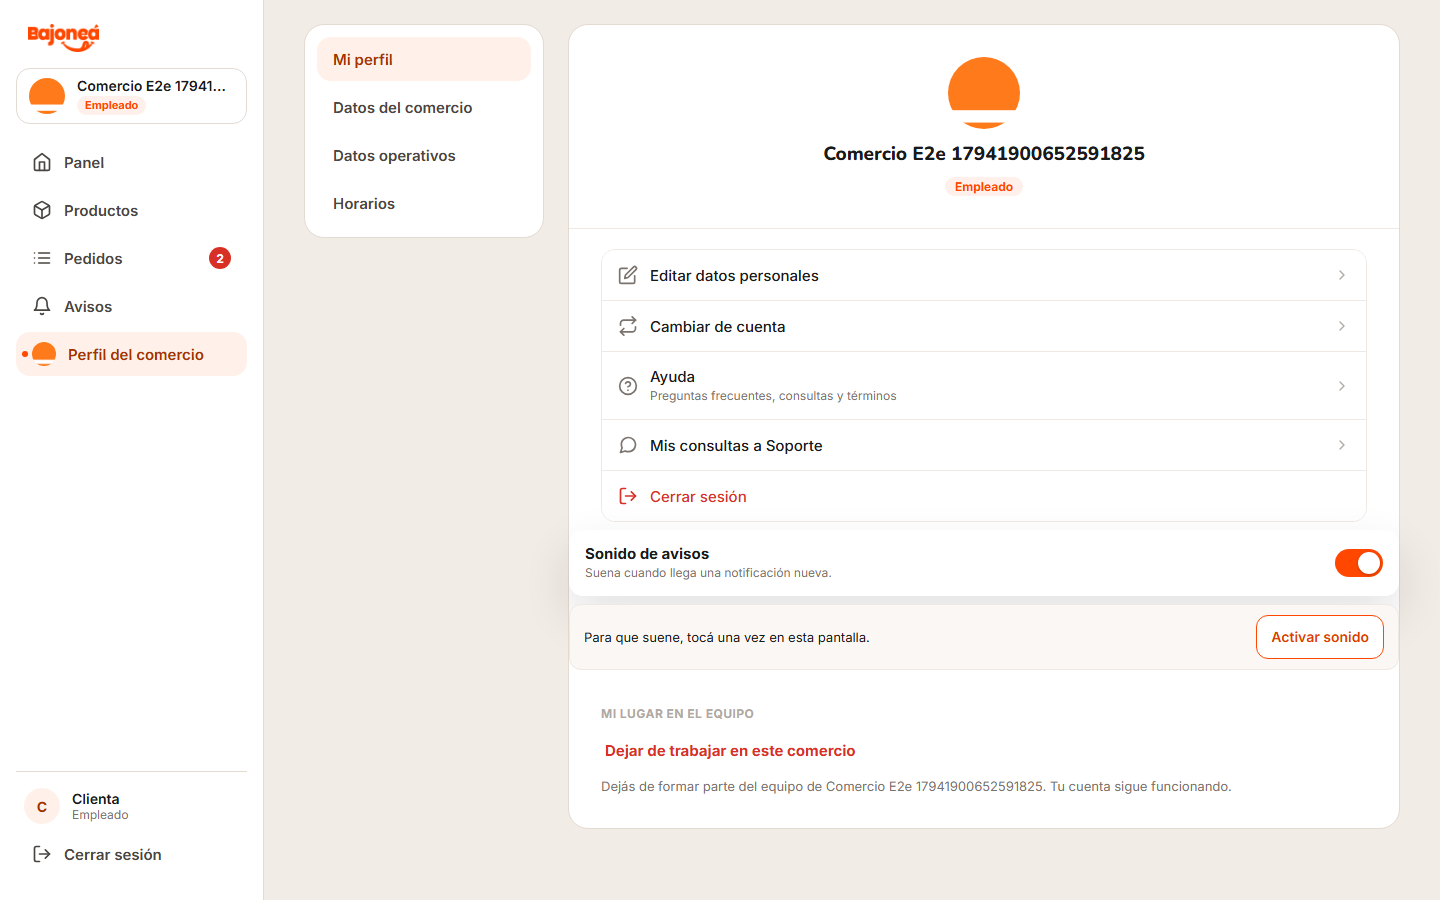 Bajoneá
Comercio E2e 17941...
Empleado
Panel
Productos
Pedidos
2
Avisos
Perfil del comercio
C
Clienta
Empleado
Cerrar sesión
Mi perfil
Datos del comercio
Datos operativos
Horarios
Comercio E2e 17941900652591825
Empleado
Editar datos personales
Cambiar de cuenta
Ayuda
Preguntas frecuentes, consultas y términos
Mis consultas a Soporte
Cerrar sesión
Sonido de avisos
Suena cuando llega una notificación nueva.
Para que suene, tocá una vez en esta pantalla.
Activar sonido
MI LUGAR EN EL EQUIPO
Dejar de trabajar en este comercio
Dejás de formar parte del equipo de Comercio E2e 17941900652591825. Tu cuenta sigue funcionando.